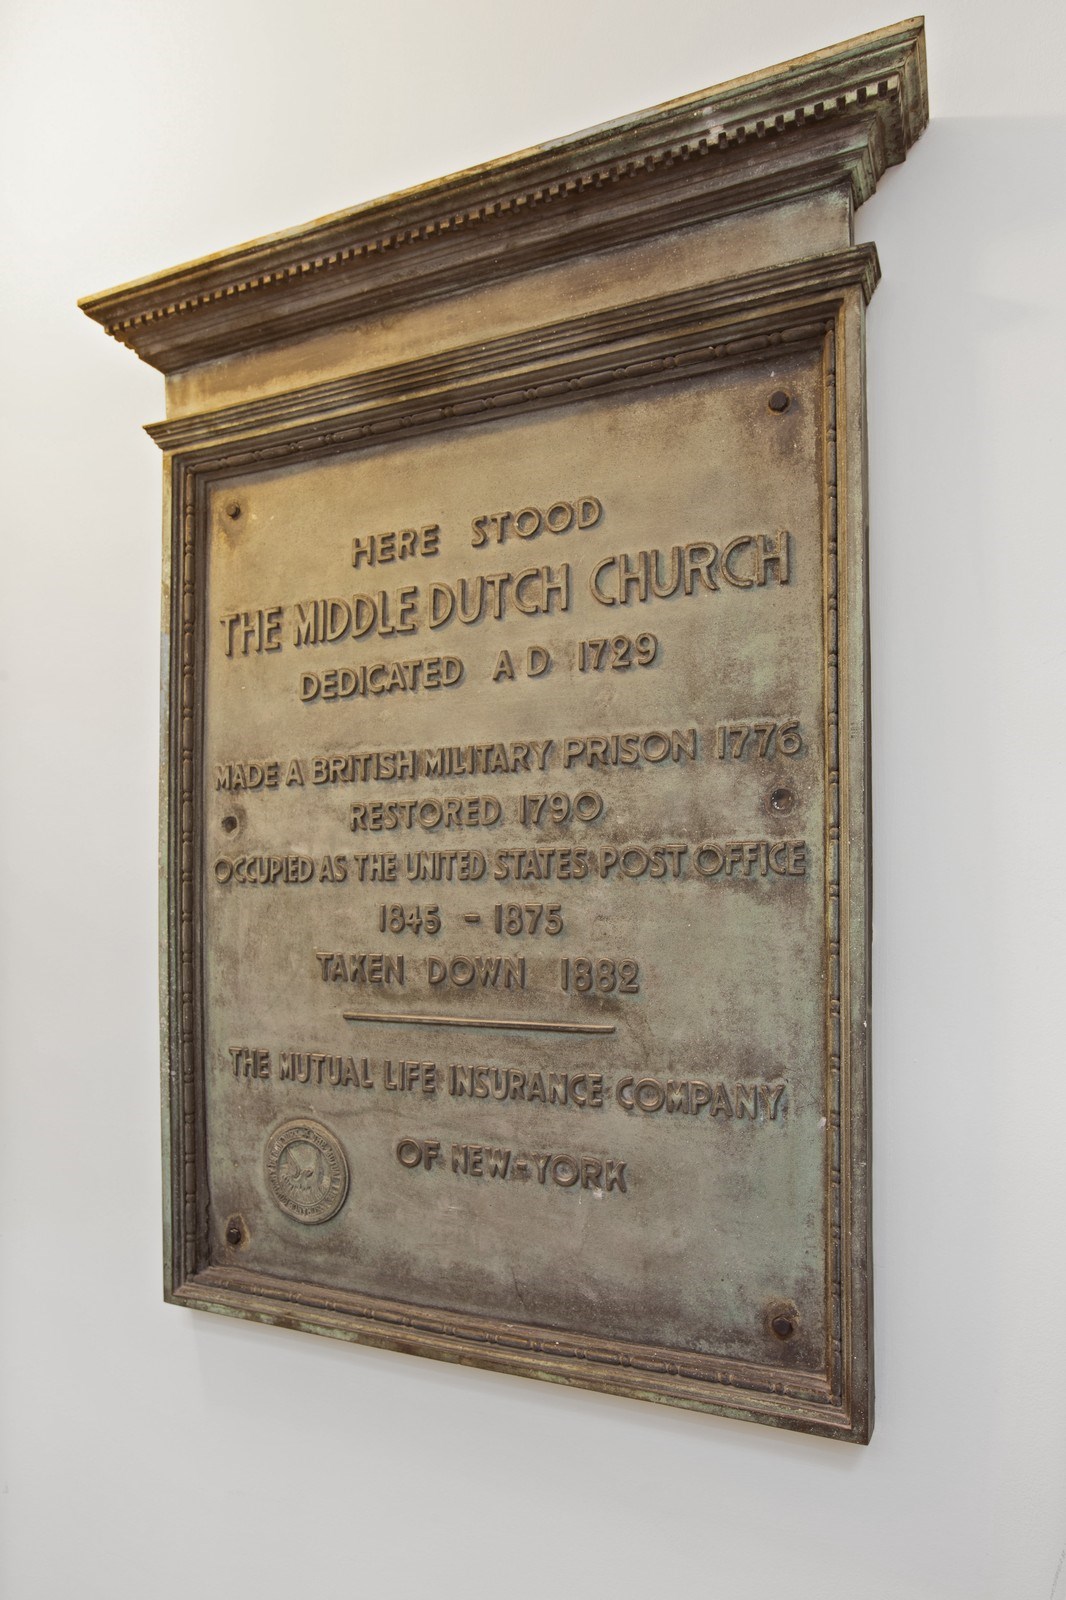 HERE STOOD
THE MIDDLE DUTCH CHURCH
DEDICATED A D 1729
MADE A BRITISH MILITARY PRISON 1776
RESTORED 1790
OCCUPIED AS THE UNITED STATES POST OFFICE
1845 - 1875
TAKEN DOWN 1882
THE MUTUAL LIFE INSURANCE COMPANY
OF NEW-YORK